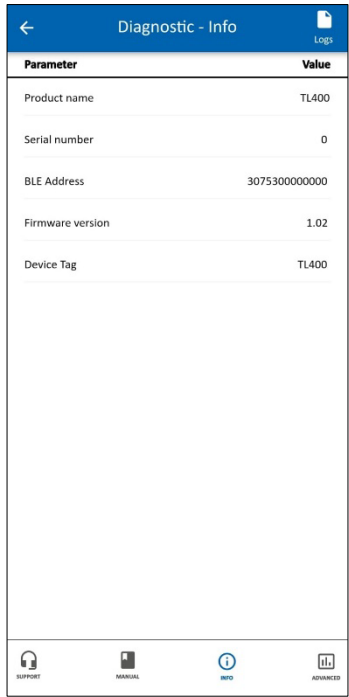 Diagnostic - Info
Logs
Parameter Value
Product name TL400
Serial number 0
BLE Address 3075300000000
Firmware version 1.02
Device Tag TL400
SUPPORT MANUAL INFO ADVANCED